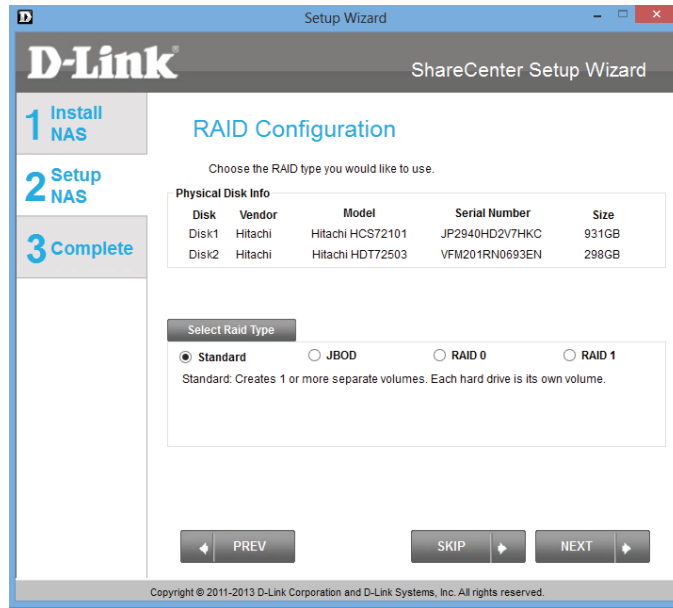 Setup Wizard
D-Link®
ShareCenter Setup Wizard
1 Install NAS
2 Setup NAS
3 Complete
RAID Configuration
Choose the RAID type you would like to use.
Physical Disk Info
Disk Vendor Model Serial Number Size
Disk1 Hitachi Hitachi HCS72101 JP2940HD2V7HKC 931GB
Disk2 Hitachi Hitachi HDT72503 VFM201RN0693EN 298GB
Select Raid Type
Standard JBOD RAID 0 RAID 1
Standard: Creates 1 or more separate volumes. Each hard drive is its own volume.
PREV SKIP NEXT
Copyright © 2011-2013 D-Link Corporation and D-Link Systems, Inc. All rights reserved.